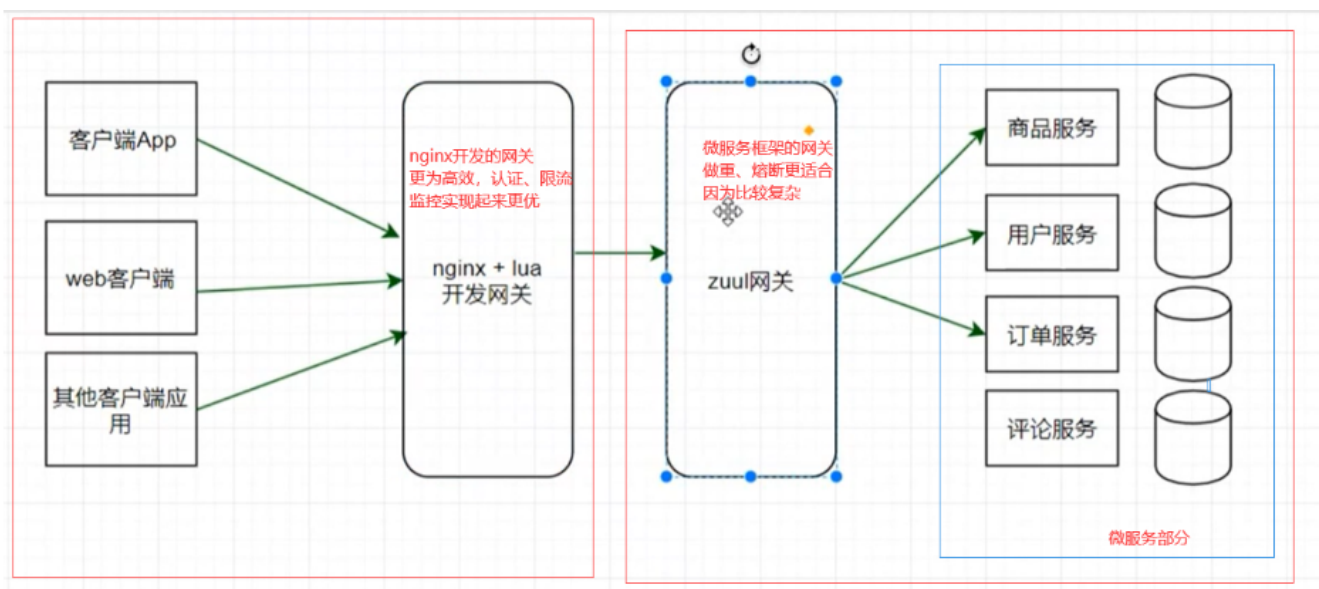 客户端App
web客户端
其他客户端应
用
nginx开发的网关
更为高效，认证、限流
监控实现起来更优
nginx + lua
开发网关
微服务框架的网关
做重、熔断更适合
因为比较复杂
zuul网关
商品服务
用户服务
订单服务
评论服务
微服务部分